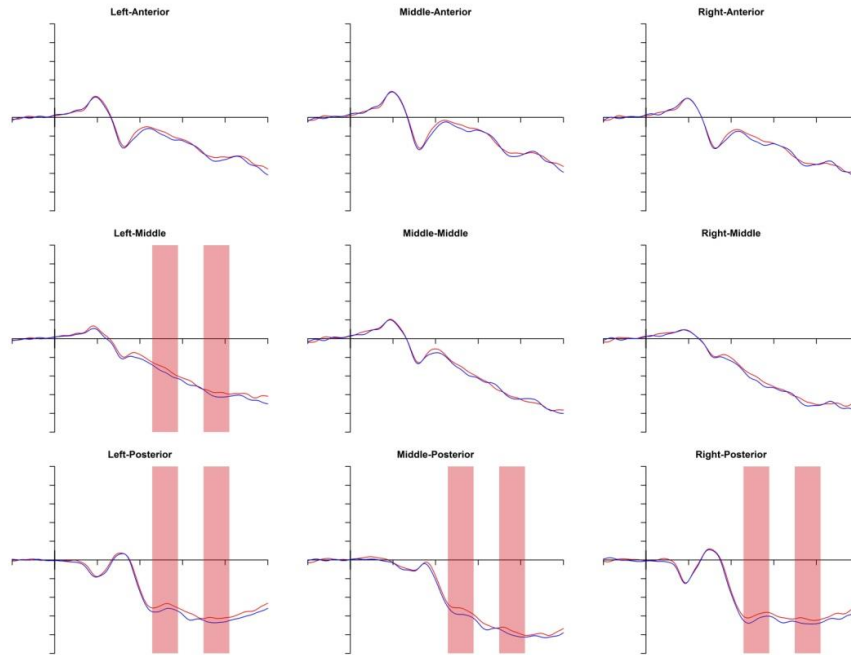 Left-Anterior
Middle-Anterior
Right-Anterior
Left-Middle
Middle-Middle
Right-Middle
Left-Posterior
Middle-Posterior
Right-Posterior